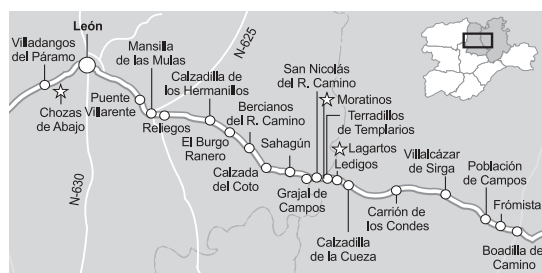 León
Villadangos
del Páramo
Chozas
de Abajo
N-630
Puente
Villarente
Mansilla
de las Mulas
N-625
Reliegos
Calzadilla de
los Hermanillos
El Burgo
Ranero
Bercianos
del R. Camino
Calzada
del Coto
Sahagún
Grajal de
Campos
San Nicolás
del R. Camino
Moratinos
Terradillos
de Templarios
Lagartos
Ledigos
Calzadilla
de la Cueza
Carrión de
los Condes
Villalcázar
de Sirga
Población
de Campos
Frómista
Boadilla de
Camino